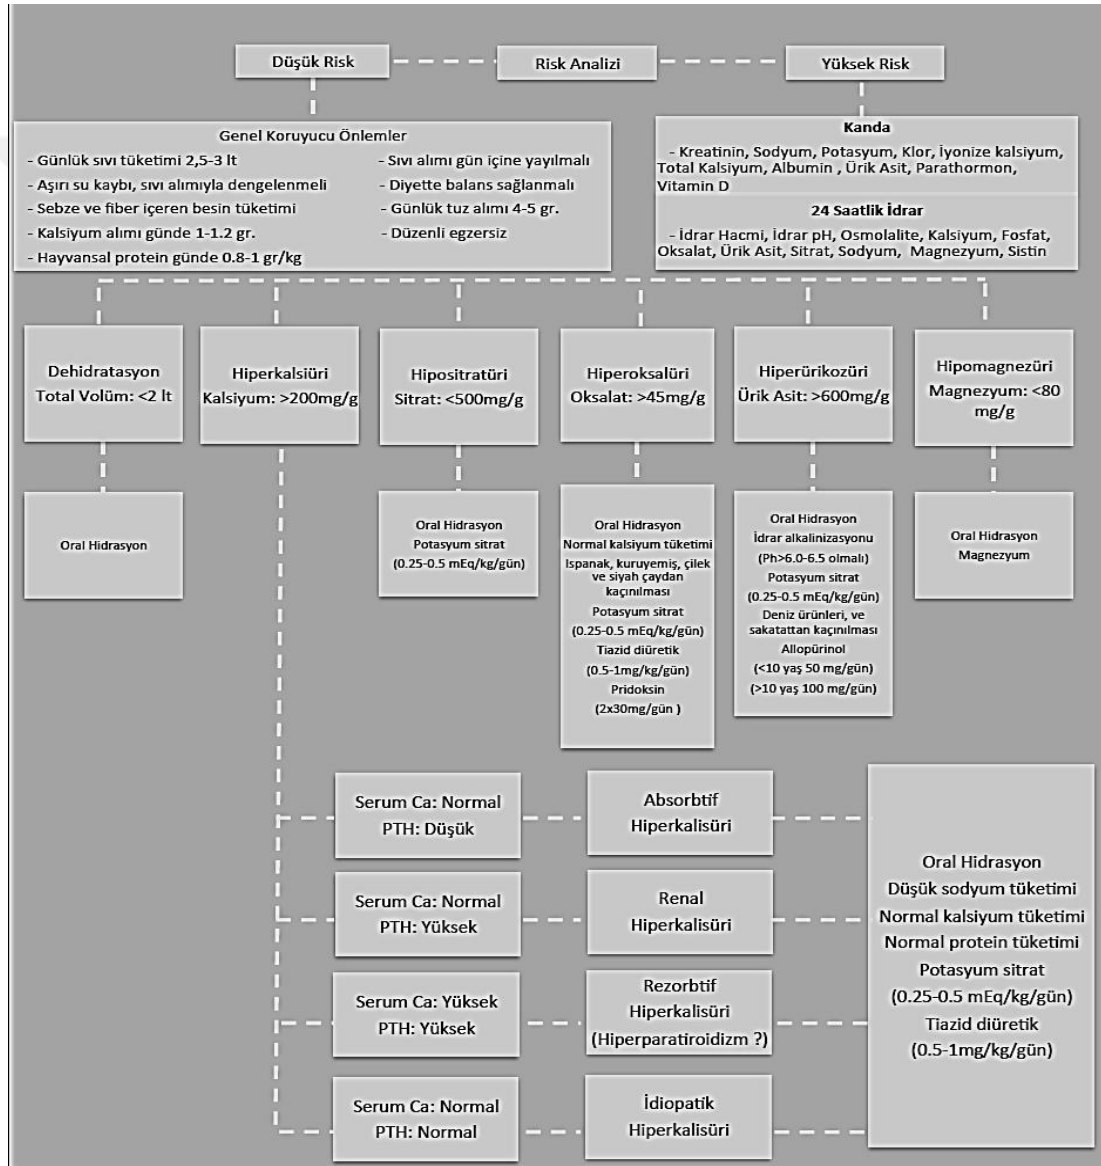 Düşük Risk
Risk Analizi
Yüksek Risk
Genel Koruyucu Önlemler
- Günlük sıvı tüketimi 2,5-3 lt
- Aşırı su kaybı, sıvı alımıyla dengelenmeli
- Sebze ve fiber içeren besin tüketimi
- Kalsiyum alımı günde 1-1.2 gr.
- Hayvansal protein günde 0.8-1 gr/kg
- Sıvı alımı gün içine yayılmalı
- Diyette balans sağlanmalı
- Günlük tuz alımı 4-5 gr.
- Düzenli egzersiz
Kanda
- Kreatinin, Sodyum, Potasyum, Klor, İyonize kalsiyum,
Total Kalsiyum, Albumin , Ürik Asit, Parathormon,
Vitamin D
24 Saatlik İdrar
- İdrar Hacmi, İdrar pH, Osmolalite, Kalsiyum, Fosfat,
Oksalat, Ürik Asit, Sitrat, Sodyum, Magnezyum, Sistin
Dehidratasyon
Total Volüm: <2 lt
Hiperkalsiüri
Kalsiyum: >200mg/g
Hipositratüri
Sitrat: <500mg/g
Hiperoksalüri
Oksalat: >45mg/g
Hiperürikozüri
Ürik Asit: >600mg/g
Hipomagnezüri
Magnezyum: <80
mg/g
Oral Hidrasyon
Oral Hidrasyon
Potasyum sitrat
(0.25-0.5 mEq/kg/gün)
Oral Hidrasyon
Normal kalsiyum tüketimi
Ispanak, kuruyemiş, çilek
ve siyah çaydan
kaçınılması
Potasyum sitrat
(0.25-0.5 mEq/kg/gün)
Tiazid diüretik
(0.5-1mg/kg/gün)
Pridoksin
(2x30mg/gün )
Oral Hidrasyon
İdrar alkalinizasyonu
(Ph>6.0-6.5 olmalı)
Potasyum sitrat
(0.25-0.5 mEq/kg/gün)
Deniz ürünleri, ve
sakatattan kaçınılması
Allopürinol
(<10 yaş 50 mg/gün)
(>10 yaş 100 mg/gün)
Oral Hidrasyon
Magnezyum
Serum Ca: Normal
PTH: Düşük
Absorbtif
Hiperkalisüri
Serum Ca: Normal
PTH: Yüksek
Renal
Hiperkalisüri
Serum Ca: Yüksek
PTH: Yüksek
Rezorbtif
Hiperkalisüri
(Hiperparatiroidizm ?)
Serum Ca: Normal
PTH: Normal
İdiopatik
Hiperkalisüri
Oral Hidrasyon
Düşük sodyum tüketimi
Normal kalsiyum tüketimi
Normal protein tüketimi
Potasyum sitrat
(0.25-0.5 mEq/kg/gün)
Tiazid diüretik
(0.5-1mg/kg/gün)